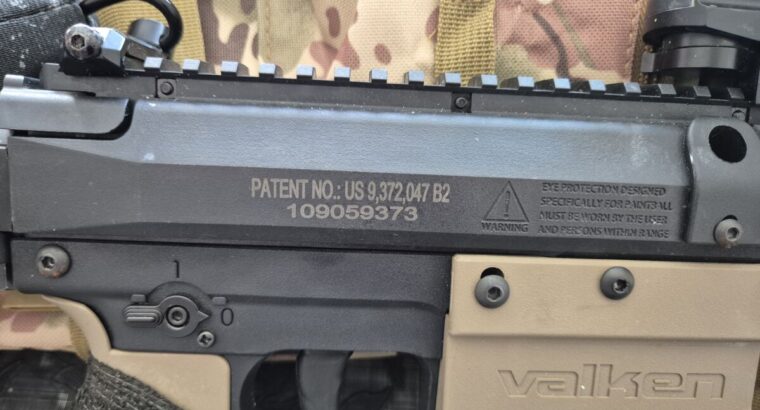 PATENT NO.: US 9,372,047 B2
109059373
WARNING
EYE PROTECTION DESIGNED
SPECIFICALLY FOR PAINTBALL
MUST BE WORN BY THE USER
AND PERSONS WITHIN RANGE
I
0
valken